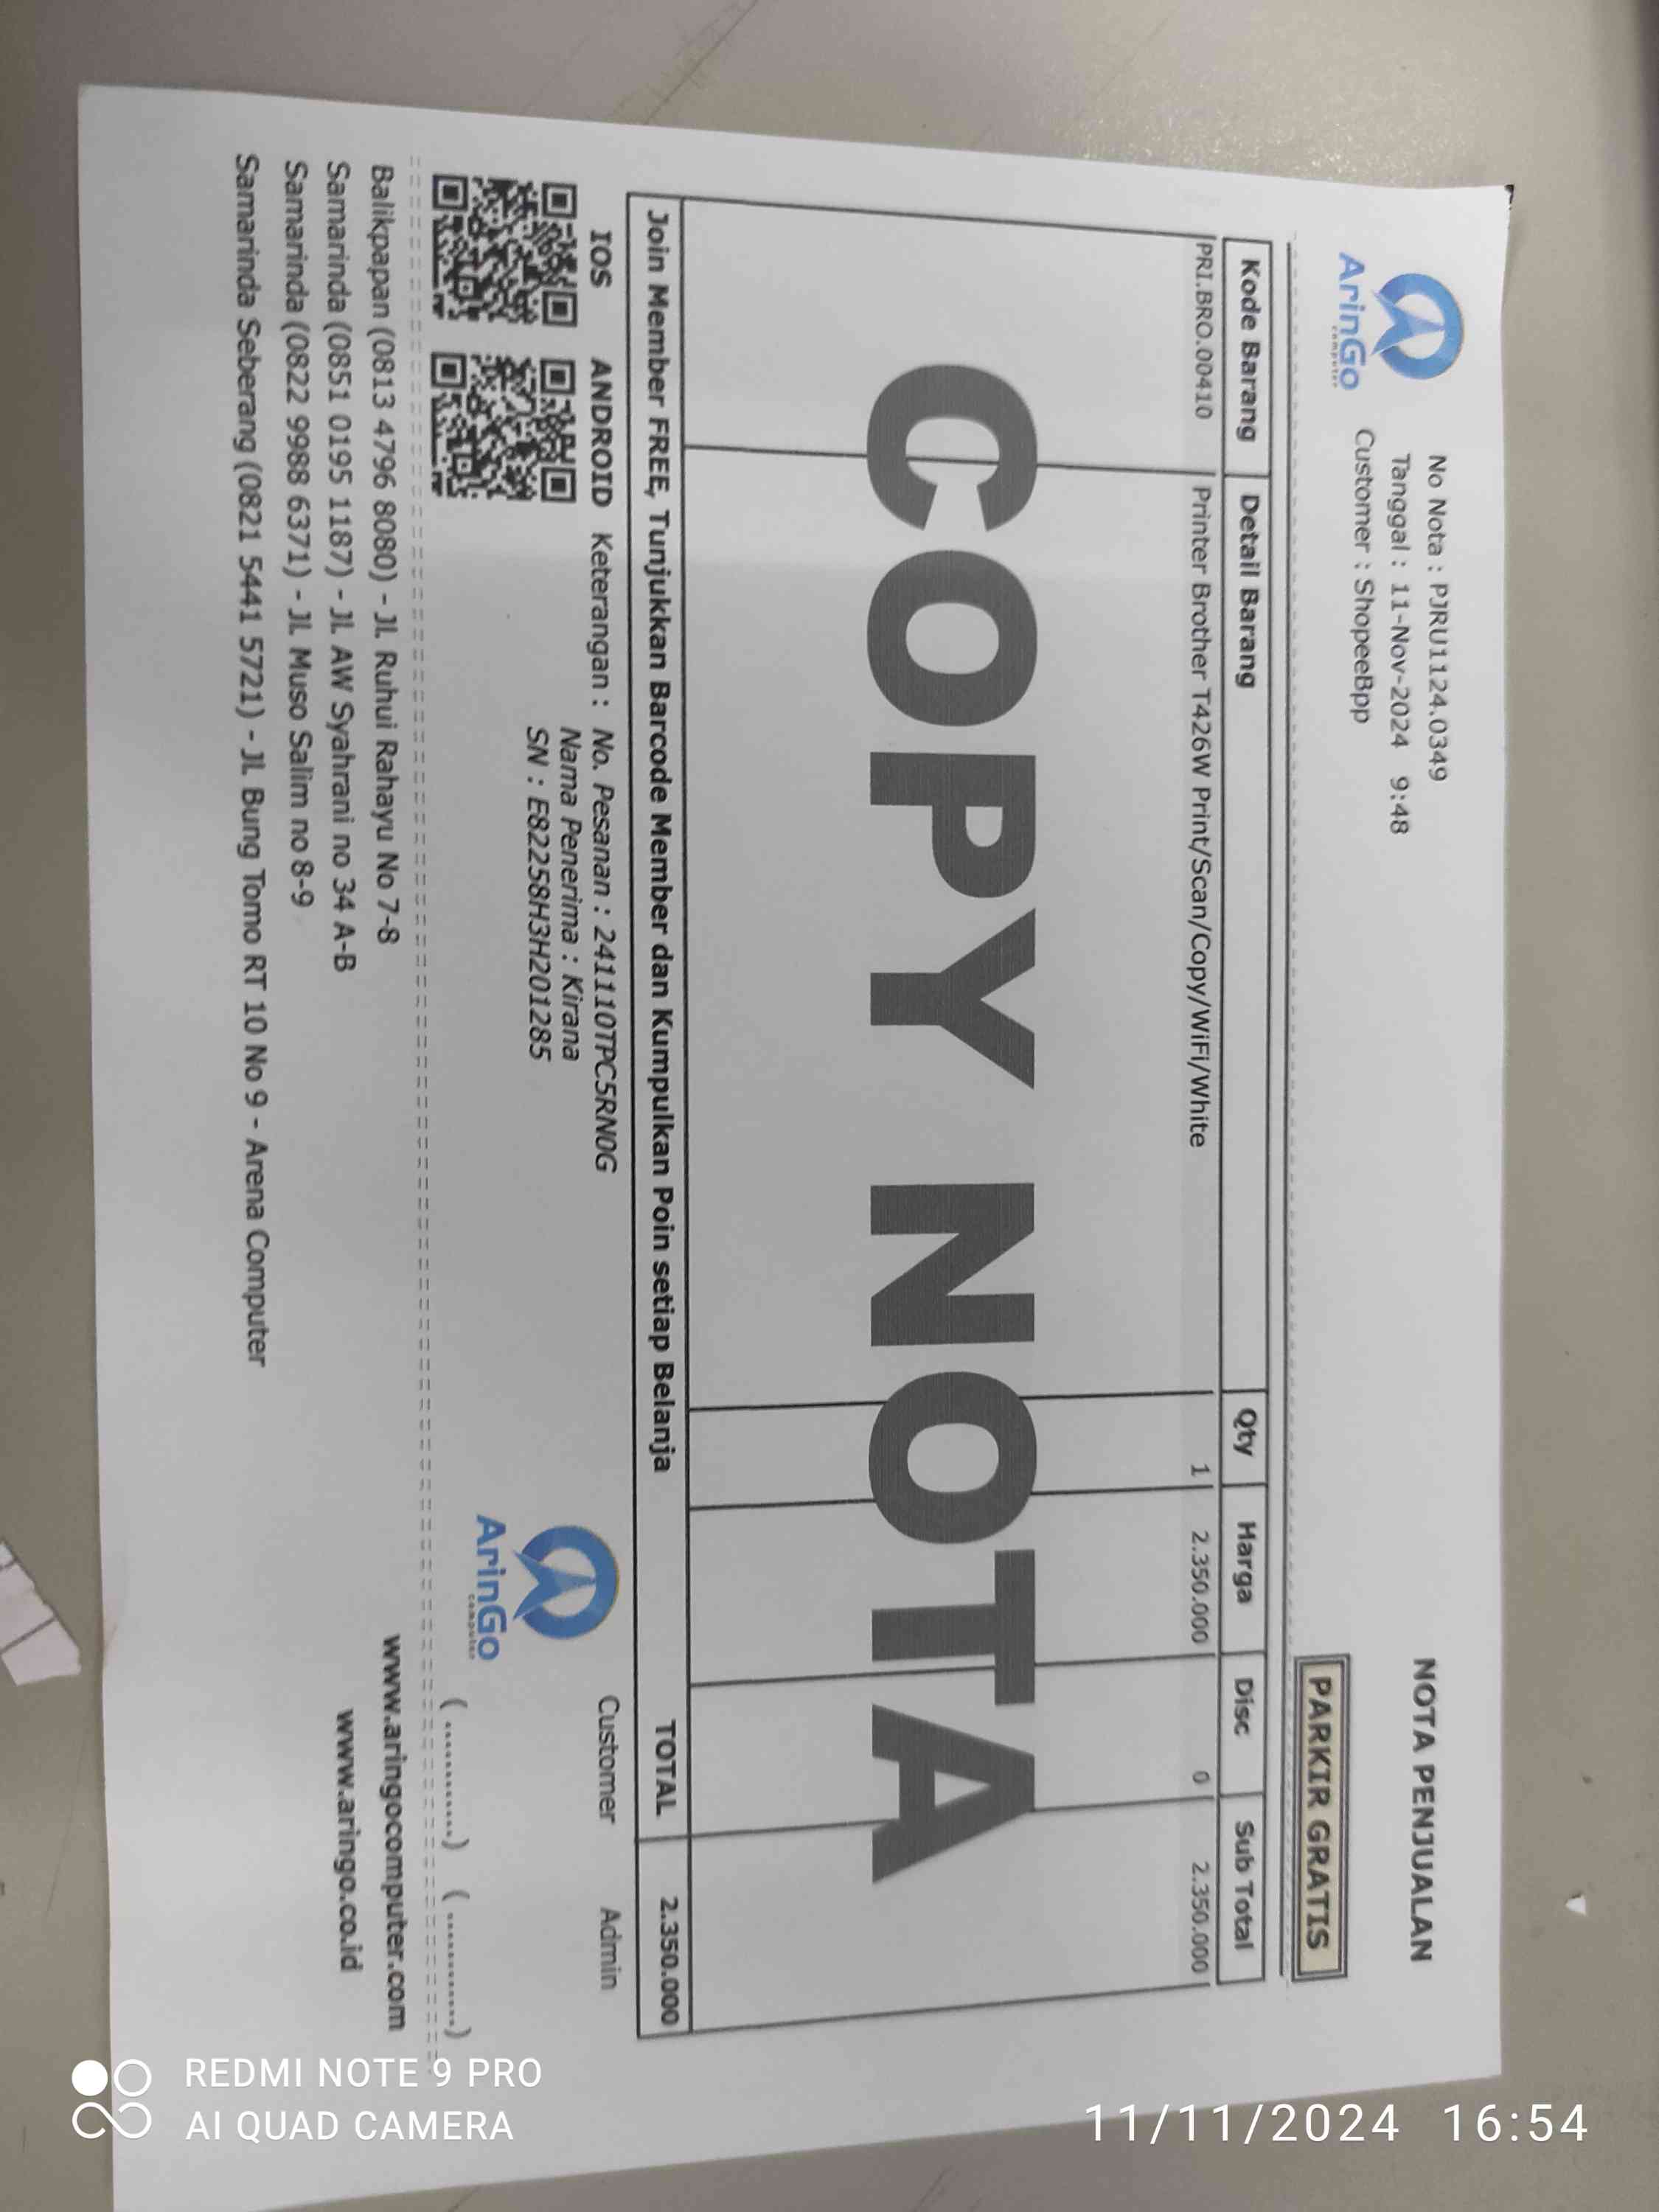 ArinGo
computer
No Nota : PJRU1124.0349
Tanggal : 11-Nov-2024 9:48
Customer : ShopeeBpp
NOTA PENJUALAN
PARKIR GRATIS
Kode Barang Detail Barang Qty Harga Disc Sub Total
PRI.BRO.00410 Printer Brother T426W Print/Scan/Copy/WiFi/White 1 2.350.000 0 2.350.000
COPY NOTA
Join Member FREE, Tunjukkan Barcode Member dan Kumpulkan Poin setiap Belanja TOTAL 2.350.000
IOS ANDROID Keterangan : No. Pesanan : 241110TPC5RN0G
Nama Penerima : Kirana
SN : E82258H3H201285
ArinGo
computer
Customer Admin
(............) (............)
Balikpapan (0813 4796 8080) - Jl. Ruhui Rahayu No 7-8 www.aringocomputer.com
Samarinda (0851 0195 1187) - Jl. AW Syahrani no 34 A-B www.aringo.co.id
Samarinda (0822 9988 6371) - Jl. Muso Salim no 8-9
Samarinda Seberang (0821 5441 5721) - Jl. Bung Tomo RT 10 No 9 - Arena Computer
REDMI NOTE 9 PRO
AI QUAD CAMERA
11/11/2024 16:54